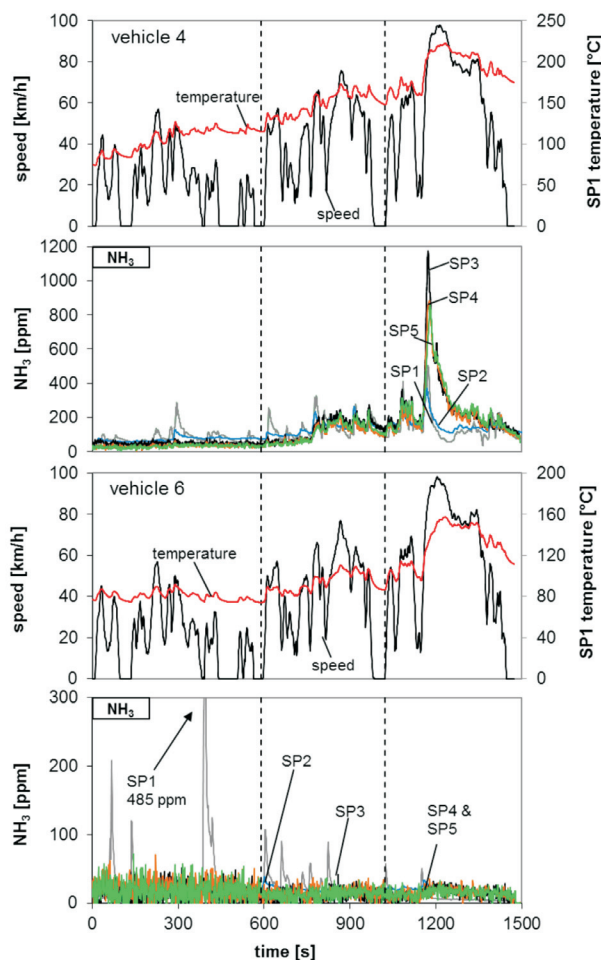 vehicle 4
temperature
speed
speed [km/h]
SP1 temperature [°C]
100
80
60
40
20
0
250
200
150
100
50
0
NH₃
SP3
SP4
SP5
SP1
SP2
NH₃ [ppm]
1200
1000
800
600
400
200
0
vehicle 6
temperature
speed
speed [km/h]
SP1 temperature [°C]
100
80
60
40
20
0
200
160
120
80
40
0
NH₃
SP1
485 ppm
SP2
SP3
SP4 &
SP5
NH₃ [ppm]
300
200
100
0
0 300 600 900 1200 1500
time [s]